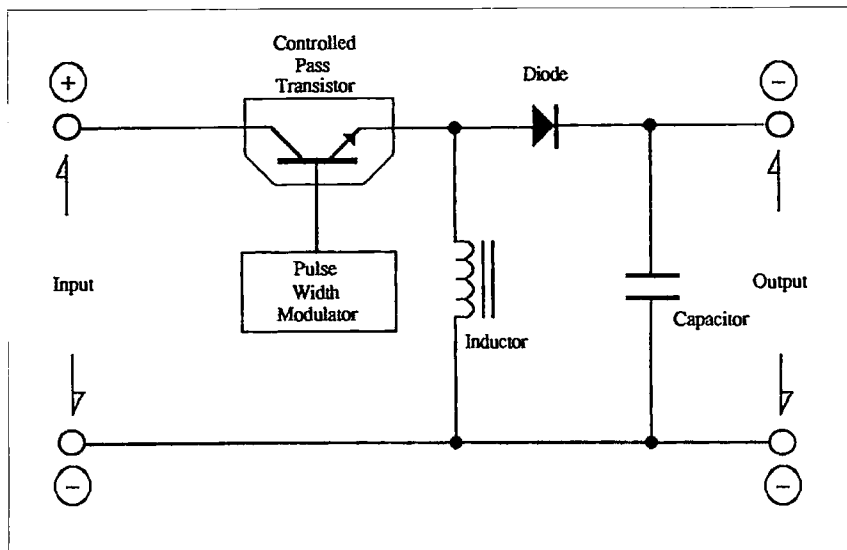 Controlled
Pass
Transistor
Diode
+
−
Input
Pulse
Width
Modulator
Inductor
Capacitor
Output
−
−